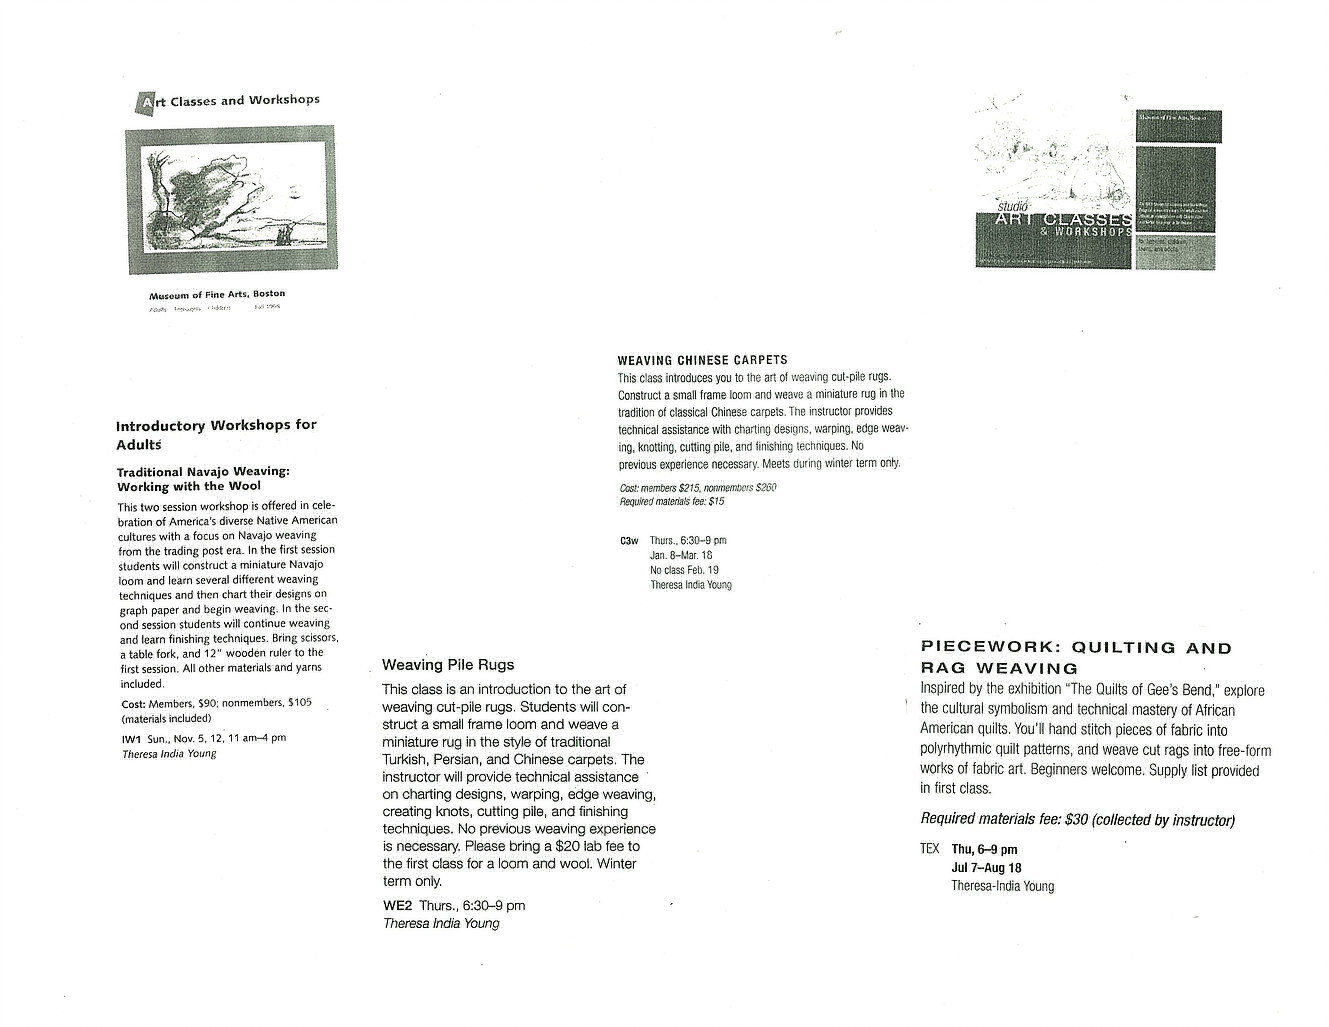 Art Classes and Workshops
Museum of Fine Arts, Boston
Fall 1995
Museum of Fine Arts, Boston
studio
ART CLASSES
& WORKSHOPS
WEAVING CHINESE CARPETS
This class introduces you to the art of weaving cut-pile rugs.
Construct a small frame loom and weave a miniature rug in the
tradition of classical Chinese carpets. The instructor provides
technical assistance with charting designs, warping, edge weav-
ing, knotting, cutting pile, and finishing techniques. No
previous experience necessary. Meets during winter term only.
Cost: members $215, nonmembers $260
Required materials fee: $15
C3w Thurs., 6:30–9 pm
Jan. 8–Mar. 18
No class Feb. 19
Theresa India Young
Introductory Workshops for
Adults
Traditional Navajo Weaving:
Working with the Wool
This two session workshop is offered in cele-
bration of America's diverse Native American
cultures with a focus on Navajo weaving
from the trading post era. In the first session
students will construct a miniature Navajo
loom and learn several different weaving
techniques and then chart their designs on
graph paper and begin weaving. In the sec-
ond session students will continue weaving
and learn finishing techniques. Bring scissors,
a table fork, and 12" wooden ruler to the
first session. All other materials and yarns
included.
Cost: Members, $90; nonmembers, $105
(materials included)
IW1 Sun., Nov. 5, 12, 11 am–4 pm
Theresa India Young
Weaving Pile Rugs
This class is an introduction to the art of
weaving cut-pile rugs. Students will con-
struct a small frame loom and weave a
miniature rug in the style of traditional
Turkish, Persian, and Chinese carpets. The
instructor will provide technical assistance
on charting designs, warping, edge weaving,
creating knots, cutting pile, and finishing
techniques. No previous weaving experience
is necessary. Please bring a $20 lab fee to
the first class for a loom and wool. Winter
term only.
WE2 Thurs., 6:30–9 pm
Theresa India Young
PIECEWORK: QUILTING AND
RAG WEAVING
Inspired by the exhibition "The Quilts of Gee's Bend," explore
the cultural symbolism and technical mastery of African
American quilts. You'll hand stitch pieces of fabric into
polyrhythmic quilt patterns, and weave cut rags into free-form
works of fabric art. Beginners welcome. Supply list provided
in first class.
Required materials fee: $30 (collected by instructor)
TEX Thu, 6–9 pm
Jul 7–Aug 18
Theresa-India Young